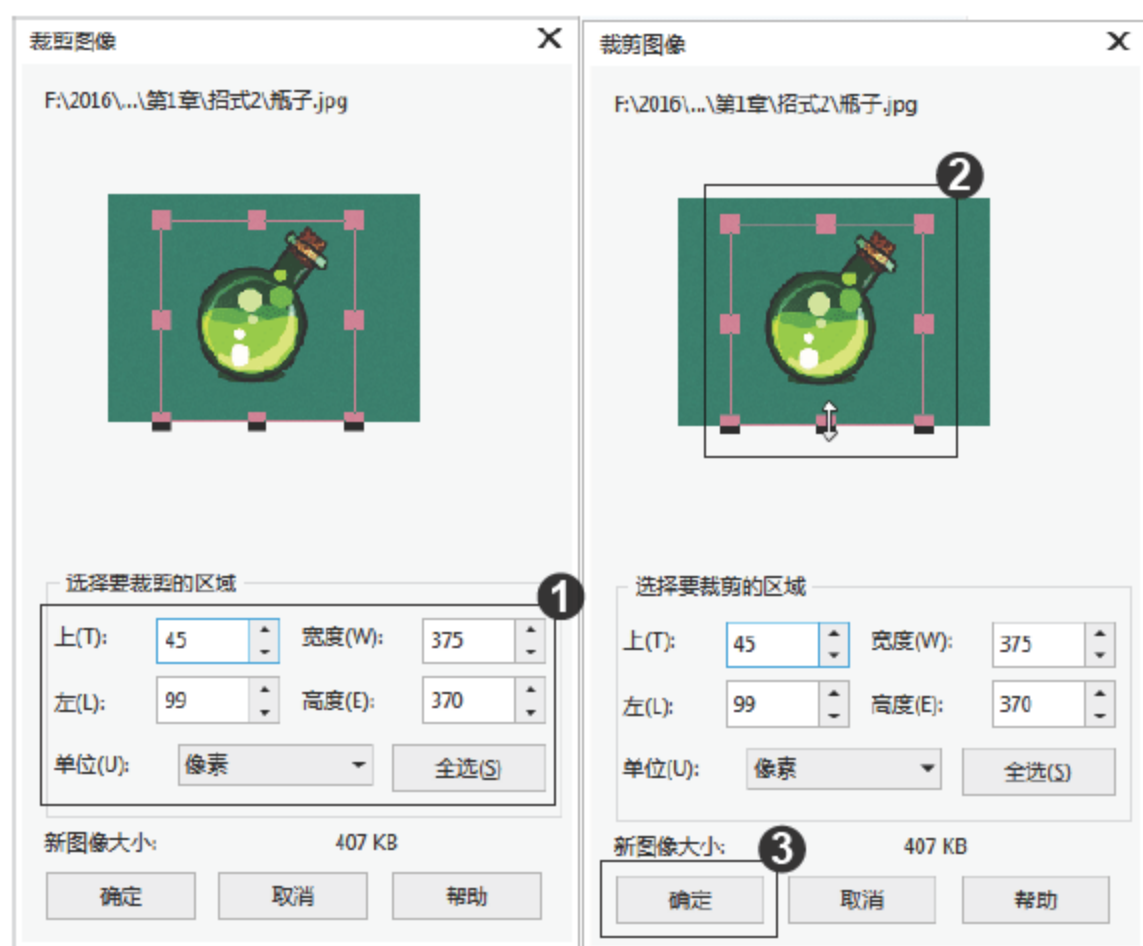 裁剪图像
F:\2016\...\第1章\招式2\瓶子.jpg
选择要裁剪的区域
1
上(T): 45 宽度(W): 375
左(L): 99 高度(E): 370
单位(U): 像素 全选(S)
新图像大小: 407 KB
确定 取消 帮助
裁剪图像
F:\2016\...\第1章\招式2\瓶子.jpg
2
选择要裁剪的区域
上(T): 45 宽度(W): 375
左(L): 99 高度(E): 370
单位(U): 像素 全选(S)
新图像大小: 407 KB
3
确定 取消 帮助